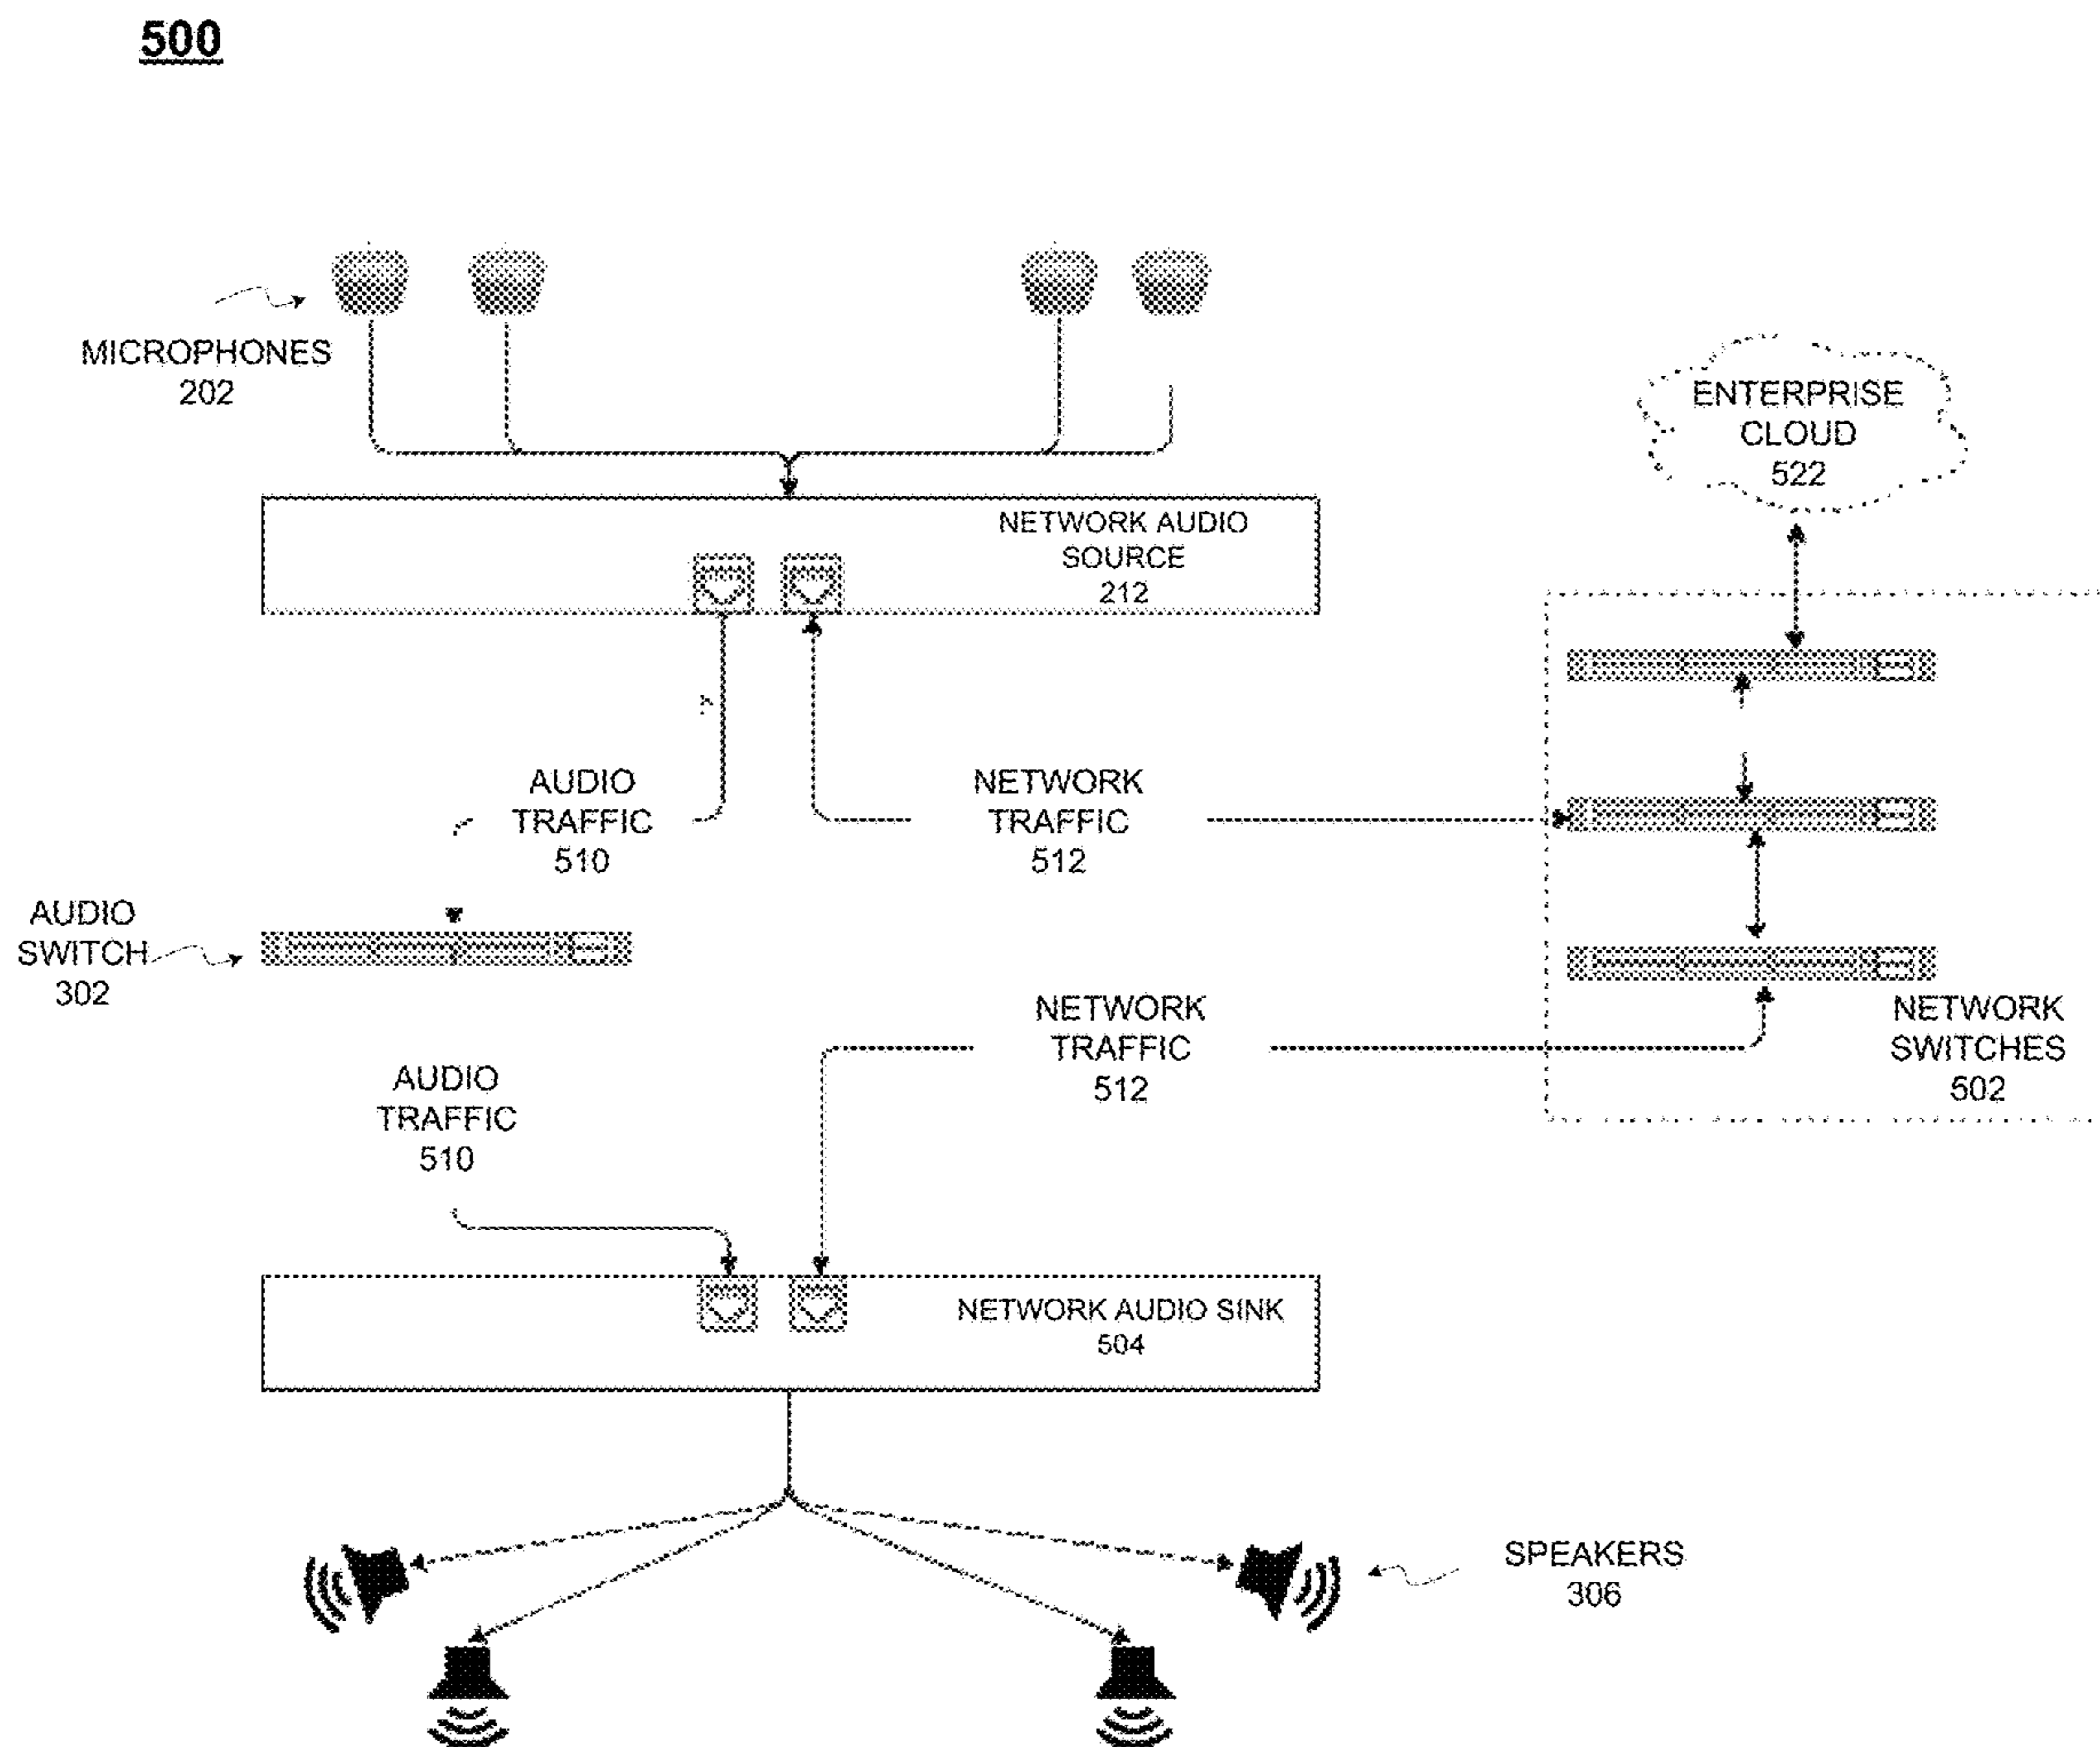 500
MICROPHONES
202
ENTERPRISE
CLOUD
522
NETWORK AUDIO
SOURCE
212
AUDIO
TRAFFIC
510
NETWORK
TRAFFIC
512
AUDIO
SWITCH
302
NETWORK
TRAFFIC
512
NETWORK
SWITCHES
502
AUDIO
TRAFFIC
510
NETWORK AUDIO SINK
504
SPEAKERS
306